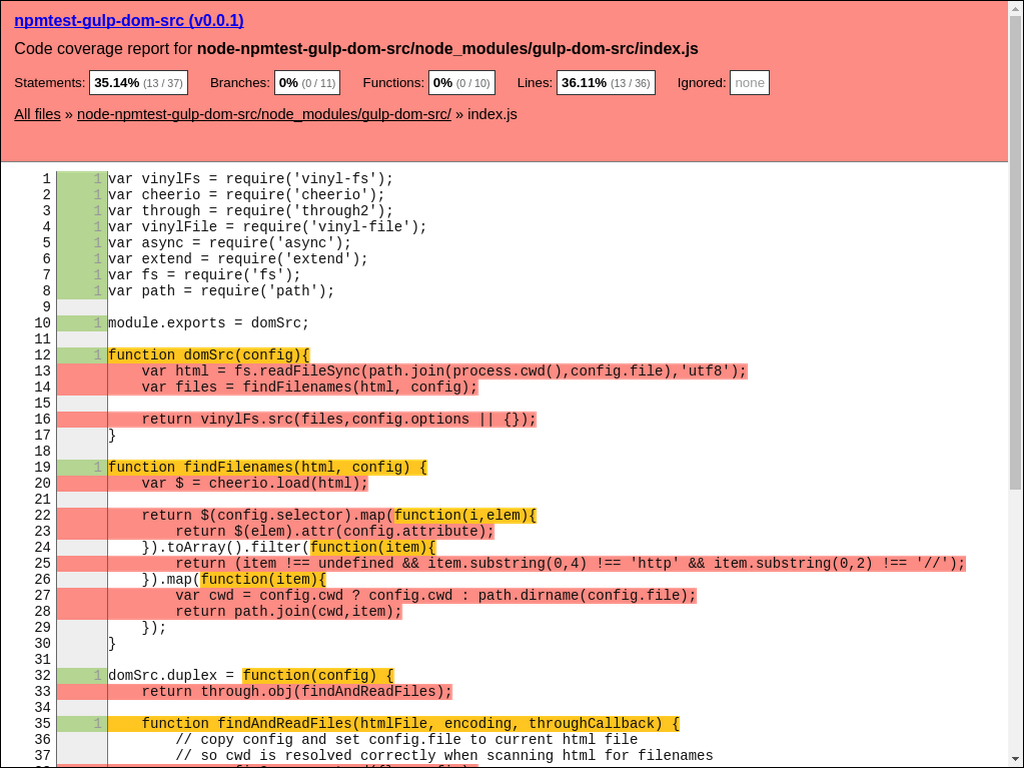 npmtest-gulp-dom-src (v0.0.1)
Code coverage report for node-npmtest-gulp-dom-src/node_modules/gulp-dom-src/index.js
Statements: 35.14% (13 / 37) Branches: 0% (0 / 11) Functions: 0% (0 / 10) Lines: 36.11% (13 / 36) Ignored: none
All files » node-npmtest-gulp-dom-src/node_modules/gulp-dom-src/ » index.js
1 1 var vinylFs = require('vinyl-fs');
2 1 var cheerio = require('cheerio');
3 1 var through = require('through2');
4 1 var vinylFile = require('vinyl-file');
5 1 var async = require('async');
6 1 var extend = require('extend');
7 1 var fs = require('fs');
8 1 var path = require('path');
9
10 1 module.exports = domSrc;
11
12 1 function domSrc(config){
13     var html = fs.readFileSync(path.join(process.cwd(),config.file),'utf8');
14     var files = findFilenames(html, config);
15
16     return vinylFs.src(files,config.options || {});
17 }
18
19 1 function findFilenames(html, config) {
20     var $ = cheerio.load(html);
21
22     return $(config.selector).map(function(i,elem){
23         return $(elem).attr(config.attribute);
24     }).toArray().filter(function(item){
25         return (item !== undefined && item.substring(0,4) !== 'http' && item.substring(0,2) !== '//');
26     }).map(function(item){
27         var cwd = config.cwd ? config.cwd : path.dirname(config.file);
28         return path.join(cwd,item);
29     });
30 }
31
32 1 domSrc.duplex = function(config) {
33     return through.obj(findAndReadFiles);
34
35 1     function findAndReadFiles(htmlFile, encoding, throughCallback) {
36         // copy config and set config.file to current html file
37         // so cwd is resolved correctly when scanning html for filenames